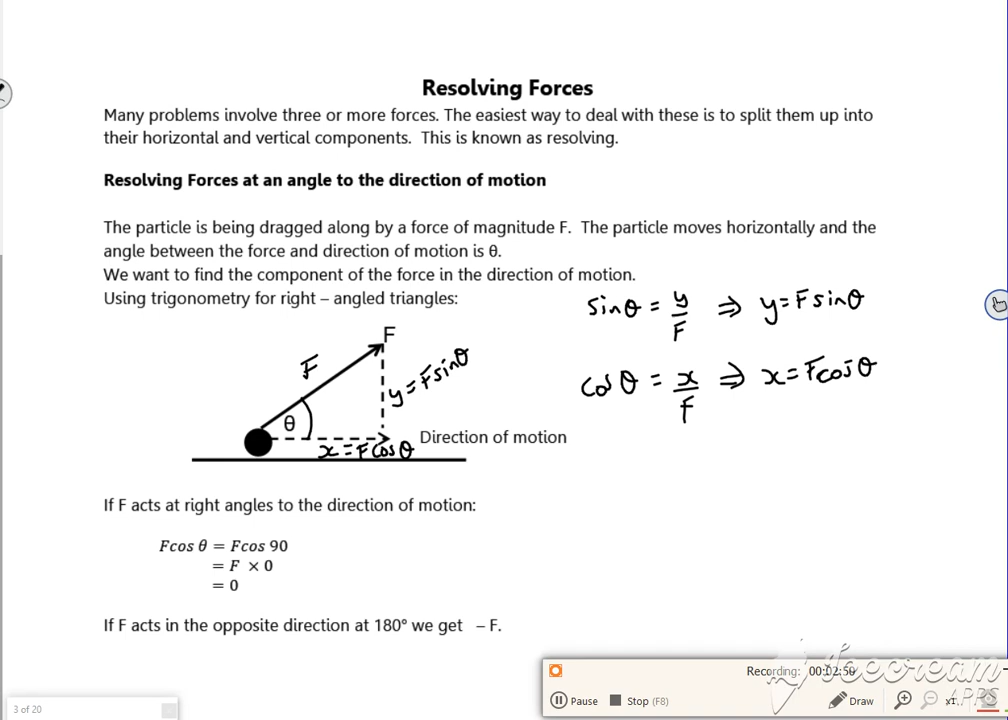 Resolving Forces
Many problems involve three or more forces. The easiest way to deal with these is to split them up into
their horizontal and vertical components. This is known as resolving.
Resolving Forces at an angle to the direction of motion
The particle is being dragged along by a force of magnitude F. The particle moves horizontally and the
angle between the force and direction of motion is θ.
We want to find the component of the force in the direction of motion.
Using trigonometry for right – angled triangles:
sinθ = y/F ⇒ y=Fsinθ
cosθ = x/F ⇒ x=Fcosθ
F
F
y=Fsinθ
θ
x=Fcosθ
Direction of motion
If F acts at right angles to the direction of motion:
Fcos θ = Fcos 90
= F × 0
= 0
If F acts in the opposite direction at 180° we get – F.
Recording: 00:02:50
Pause Stop (F8) Draw
3 of 20
APPS